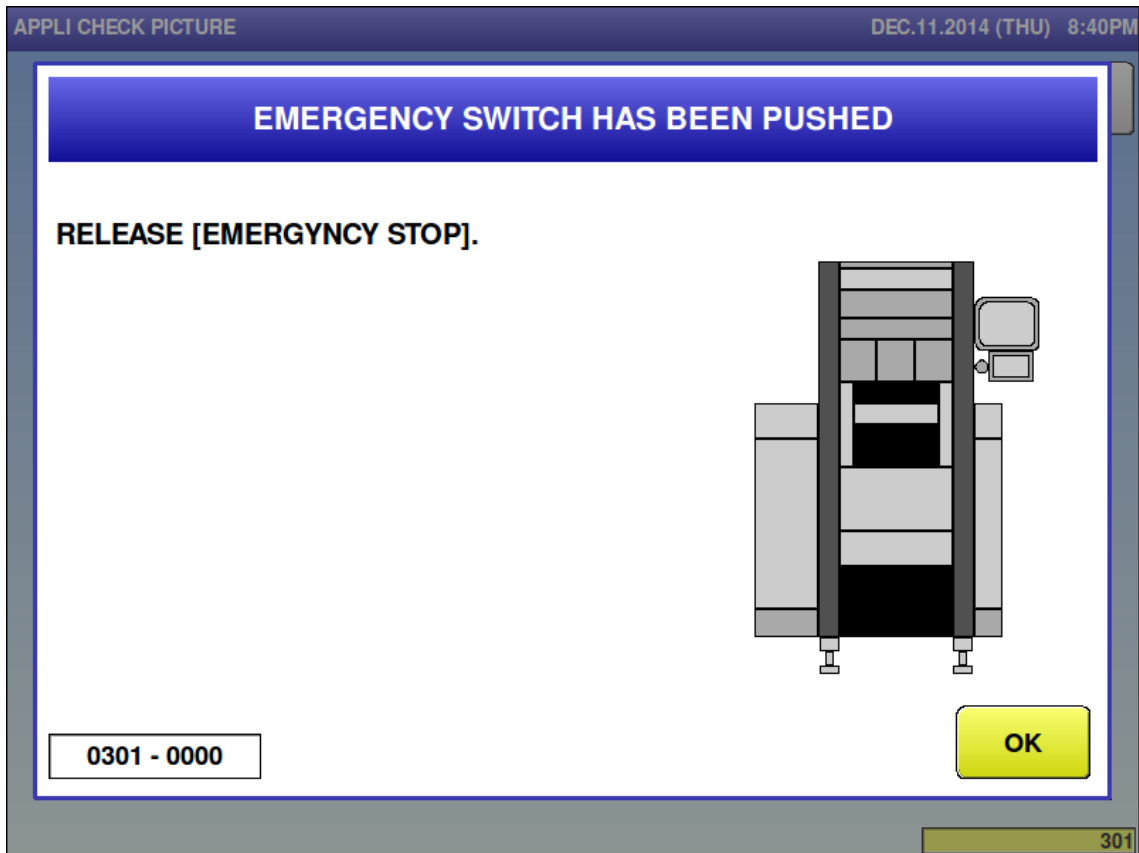 APPLI CHECK PICTURE DEC.11.2014 (THU) 8:40PM
EMERGENCY SWITCH HAS BEEN PUSHED
RELEASE [EMERGYNCY STOP].
0301 - 0000
OK
301